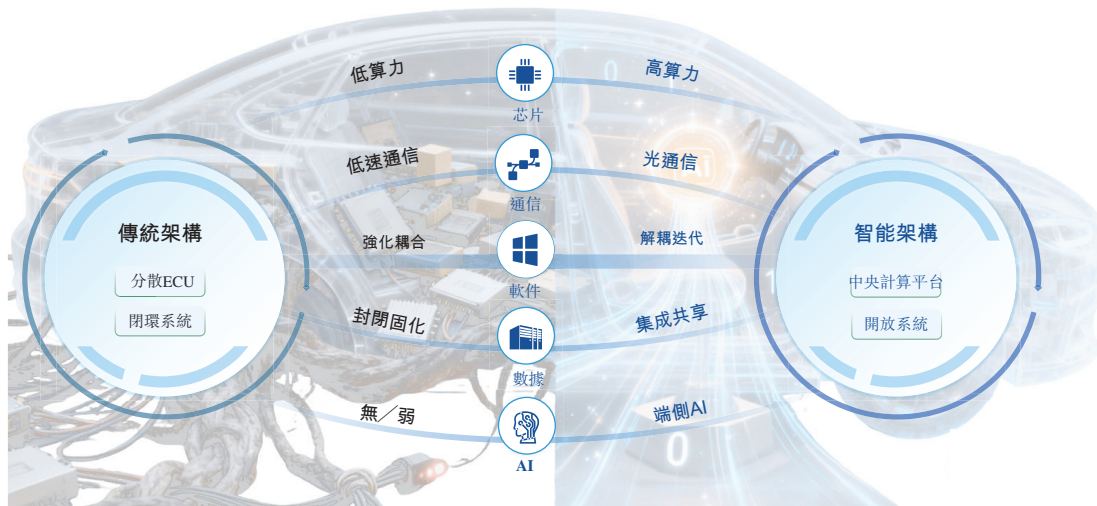 低算力
高算力
芯片
低速通信
光通信
通信
傳統架構
分散ECU
閉環系統
強化耦合
解耦迭代
軟件
智能架構
中央計算平台
開放系統
封閉固化
集成共享
數據
無／弱
端側AI
AI